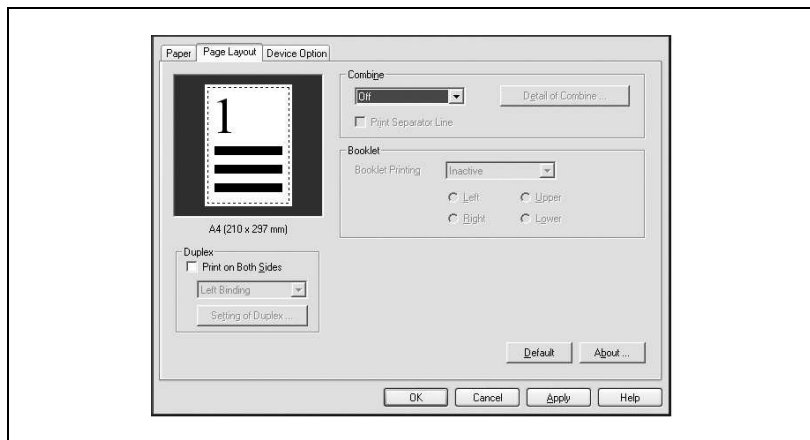 Paper Page Layout Device Option
1
A4 (210 x 297 mm)
Duplex
Print on Both Sides
Left Binding
Setting of Duplex ...
Combine
Off
Detail of Combine ...
Print Separator Line
Booklet
Booklet Printing Inactive
Left Upper
Right Lower
Default About ...
OK Cancel Apply Help